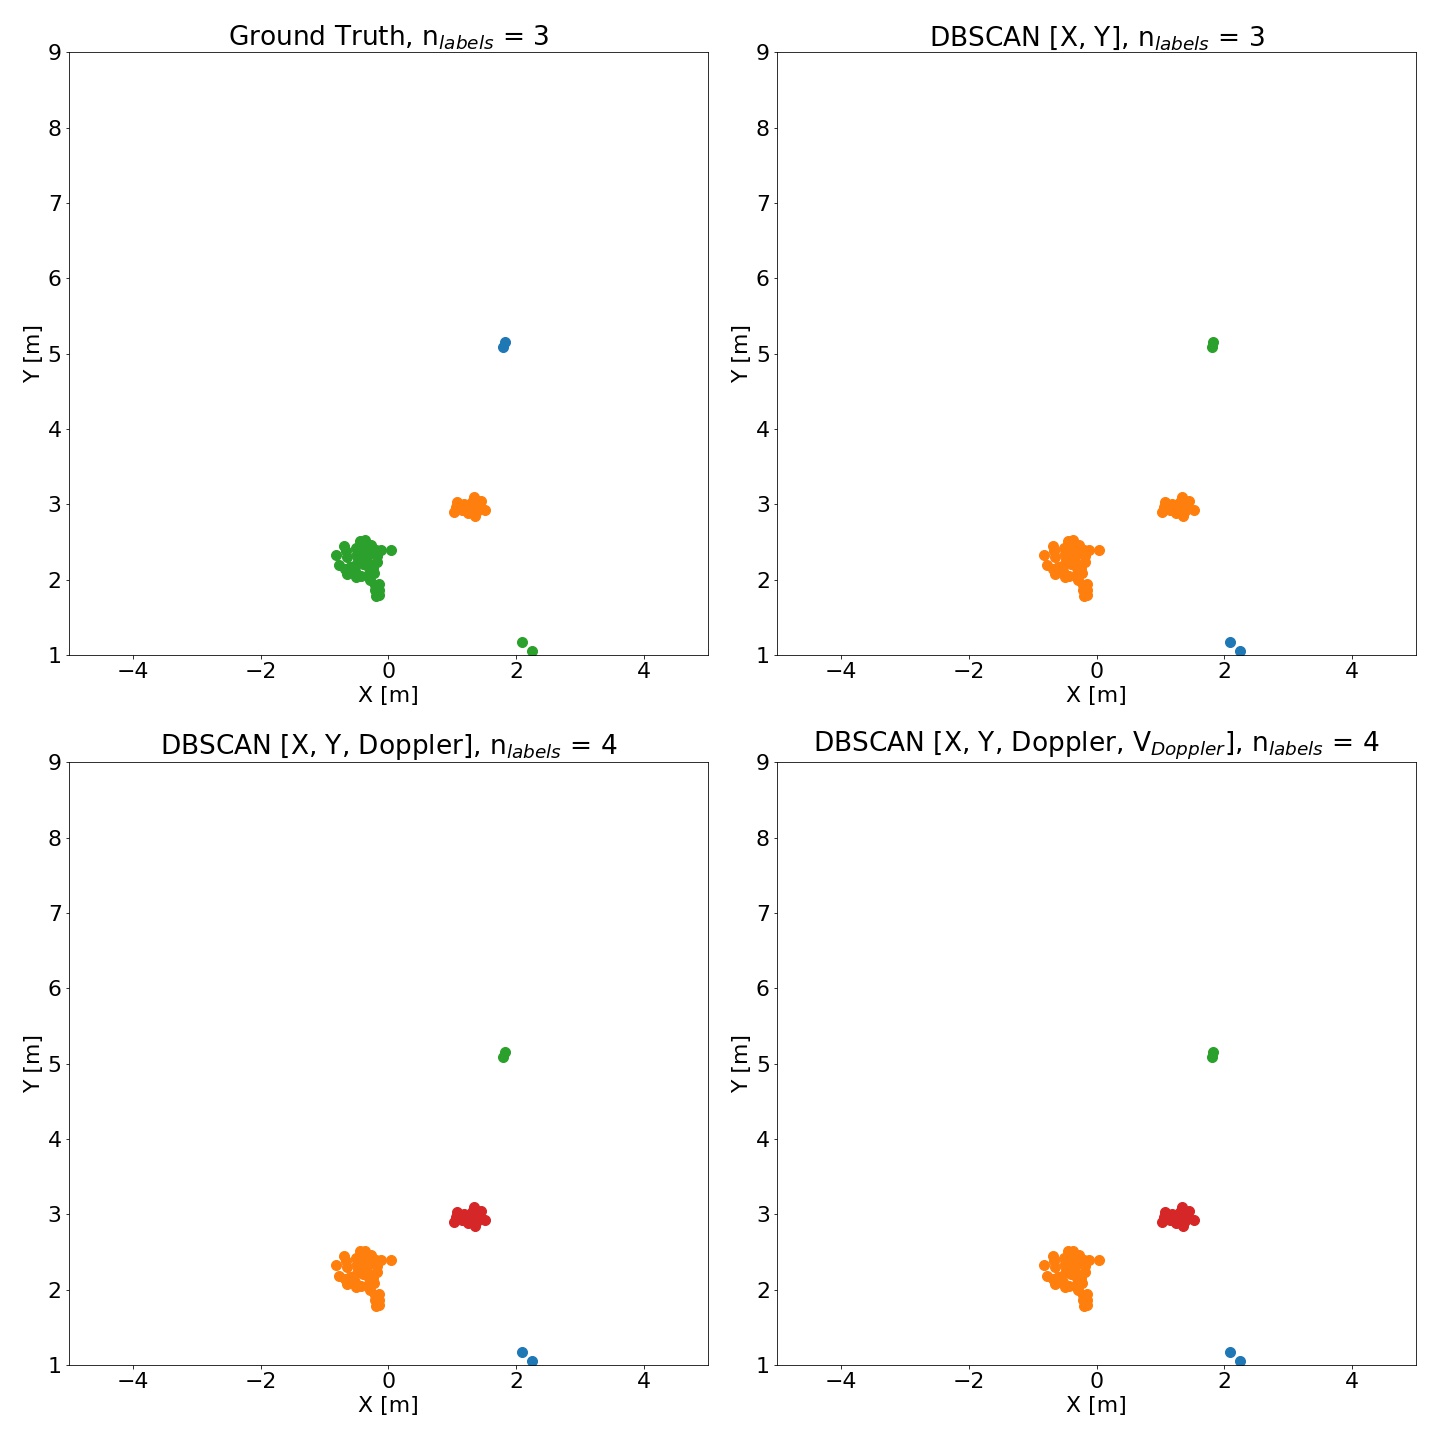 Ground Truth, n_labels = 3
9
8
7
6
5
4
3
2
1
Y [m]
−4 −2 0 2 4
X [m]
DBSCAN [X, Y], n_labels = 3
9
8
7
6
5
4
3
2
1
Y [m]
−4 −2 0 2 4
X [m]
DBSCAN [X, Y, Doppler], n_labels = 4
9
8
7
6
5
4
3
2
1
Y [m]
−4 −2 0 2 4
X [m]
DBSCAN [X, Y, Doppler, V_Doppler], n_labels = 4
9
8
7
6
5
4
3
2
1
Y [m]
−4 −2 0 2 4
X [m]